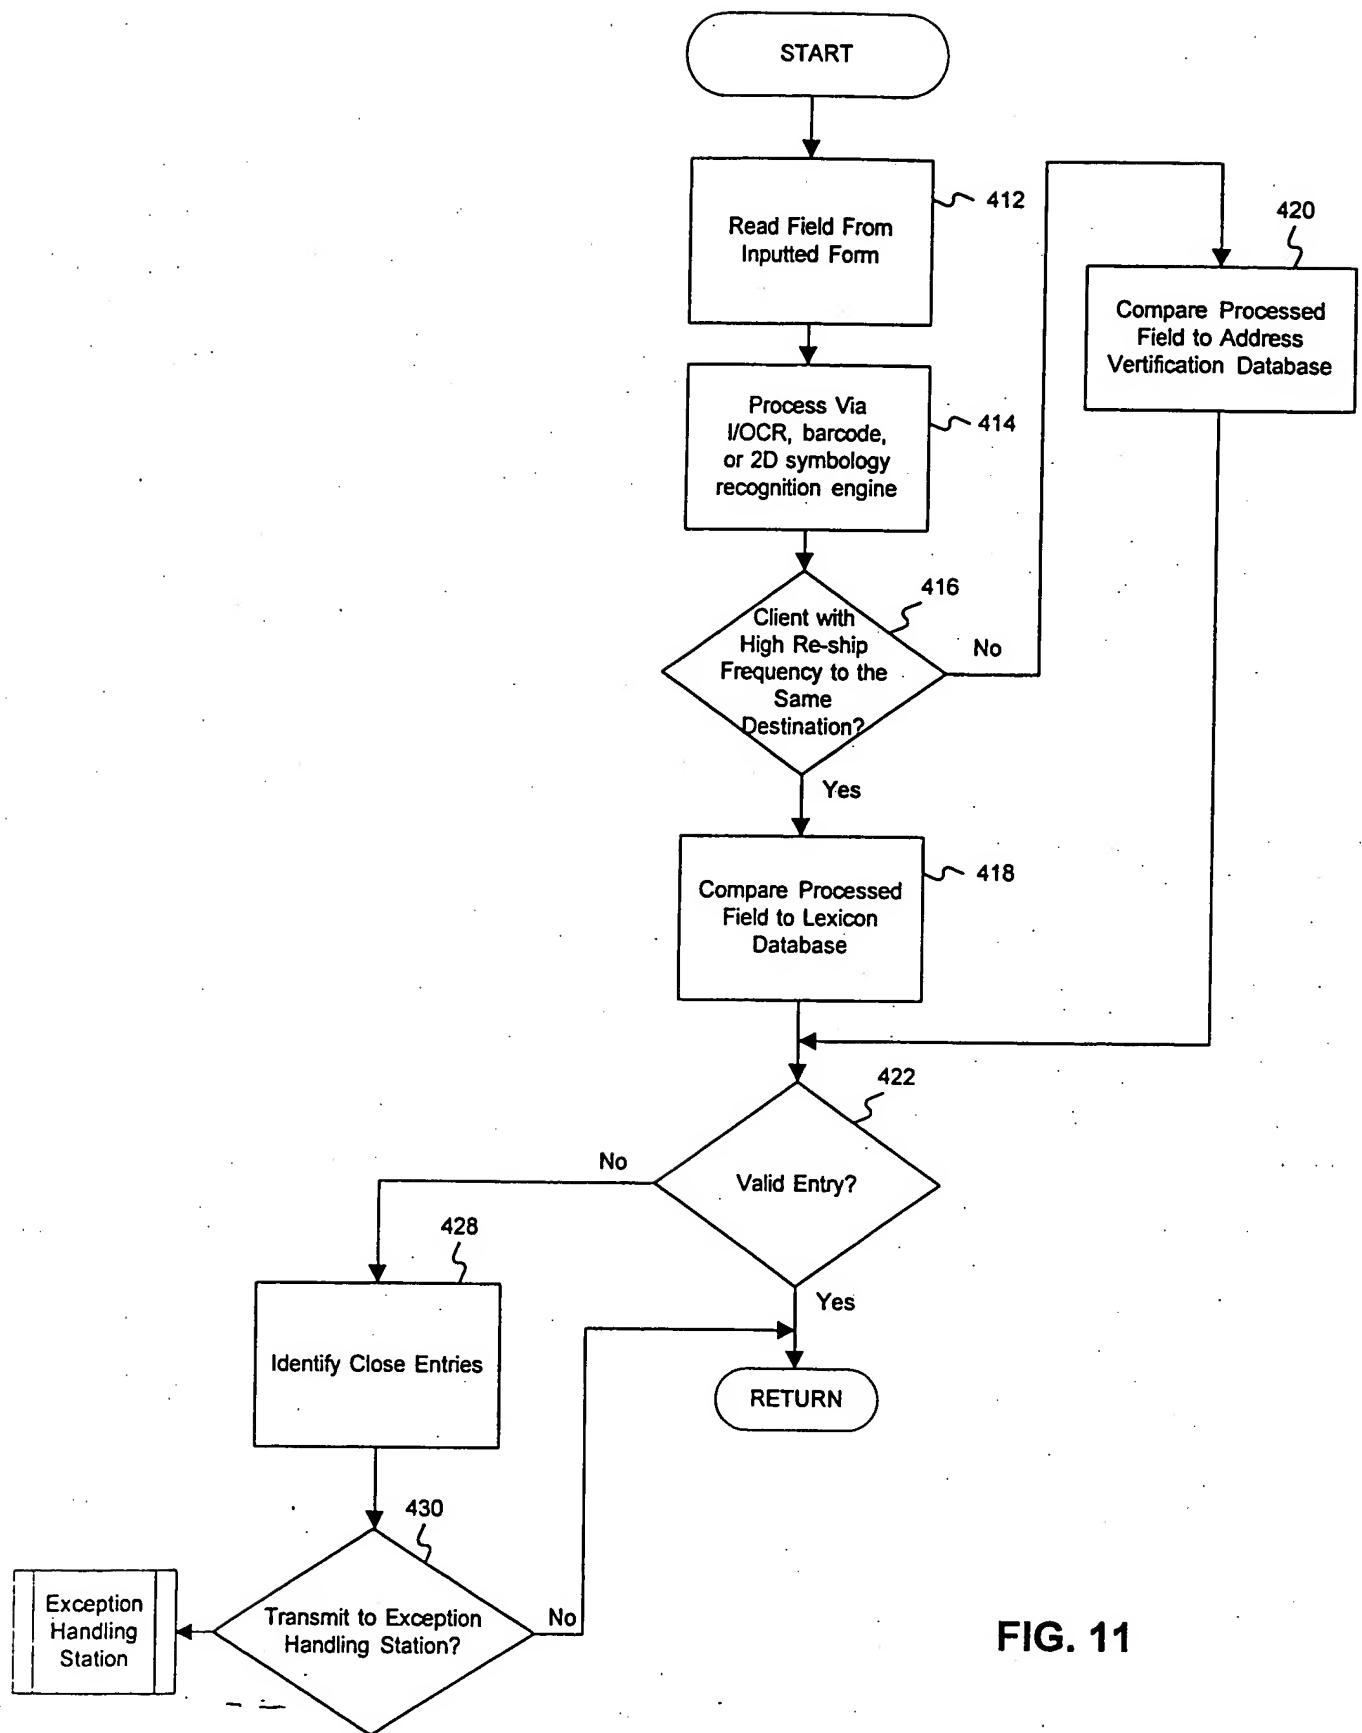 START
412
Read Field From
Inputted Form
420
Compare Processed
Field to Address
Vertification Database
Process Via
I/OCR, barcode,
or 2D symbology
recognition engine
414
416
Client with
High Re-ship
Frequency to the
Same
Destination?
No
Yes
418
Compare Processed
Field to Lexicon
Database
422
Valid Entry?
No
Yes
428
Identify Close Entries
RETURN
430
Transmit to Exception
Handling Station?
No
Exception
Handling
Station
FIG. 11